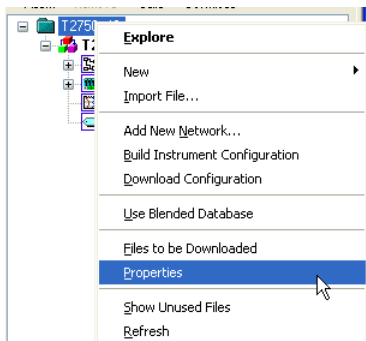 T2750
T2
Explore
New
Import File...
Add New Network...
Build Instrument Configuration
Download Configuration
Use Blended Database
Files to be Downloaded
Properties
Show Unused Files
Refresh